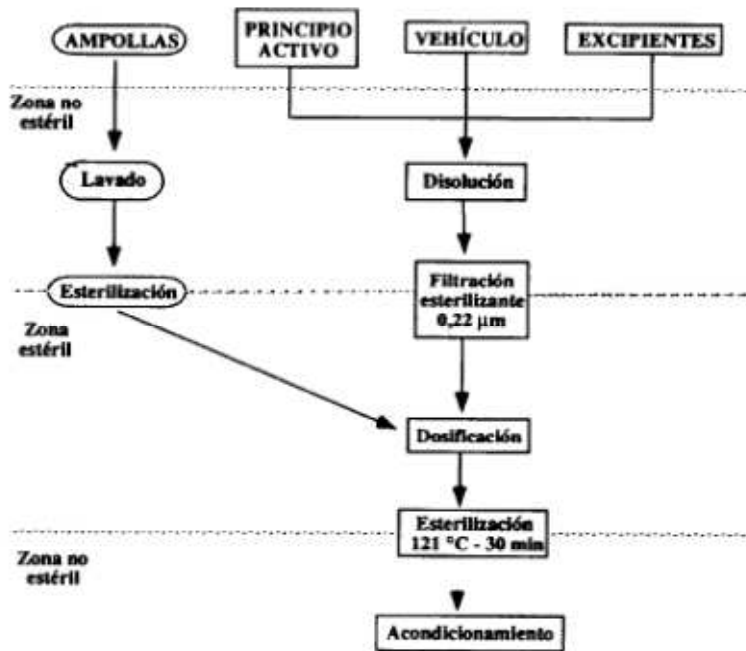 AMPOLLAS
PRINCIPIO
ACTIVO
VEHÍCULO
EXCIPIENTES
Zona no
estéril
Lavado
Disolución
Esterilización
Filtración
esterilizante
0,22 µm
Zona
estéril
Dosificación
Esterilización
121 °C - 30 min
Zona no
estéril
Acondicionamiento